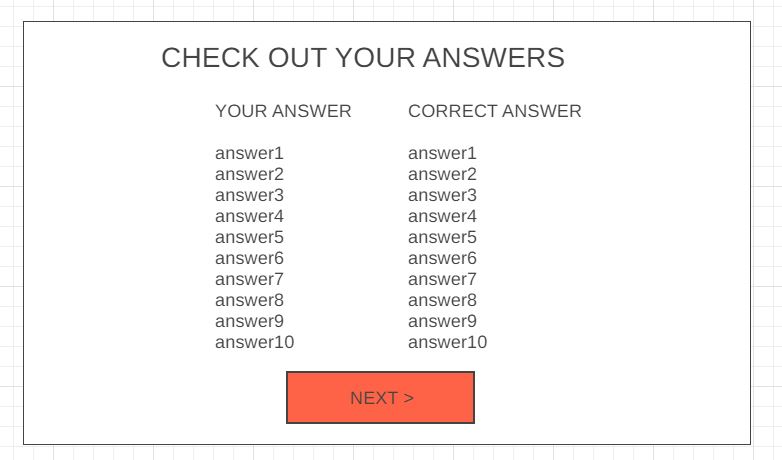 CHECK OUT YOUR ANSWERS
YOUR ANSWER CORRECT ANSWER
answer1 answer1
answer2 answer2
answer3 answer3
answer4 answer4
answer5 answer5
answer6 answer6
answer7 answer7
answer8 answer8
answer9 answer9
answer10 answer10
NEXT >